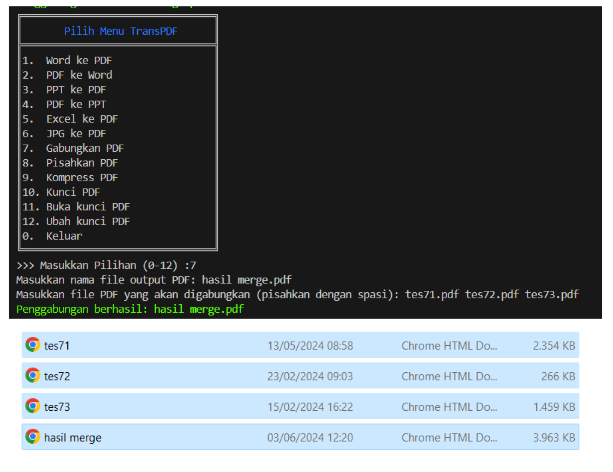 Pilih Menu TransPDF
1. Word ke PDF
2. PDF ke Word
3. PPT ke PDF
4. PDF ke PPT
5. Excel ke PDF
6. JPG ke PDF
7. Gabungkan PDF
8. Pisahkan PDF
9. Kompress PDF
10. Kunci PDF
11. Buka kunci PDF
12. Ubah kunci PDF
0. Keluar
>>> Masukkan Pilihan (0-12) :7
Masukkan nama file output PDF: hasil merge.pdf
Masukkan file PDF yang akan digabungkan (pisahkan dengan spasi): tes71.pdf tes72.pdf tes73.pdf
Penggabungan berhasil: hasil merge.pdf
tes71 13/05/2024 08:58 Chrome HTML Do... 2.354 KB
tes72 23/02/2024 09:03 Chrome HTML Do... 266 KB
tes73 15/02/2024 16:22 Chrome HTML Do... 1.459 KB
hasil merge 03/06/2024 12:20 Chrome HTML Do... 3.963 KB